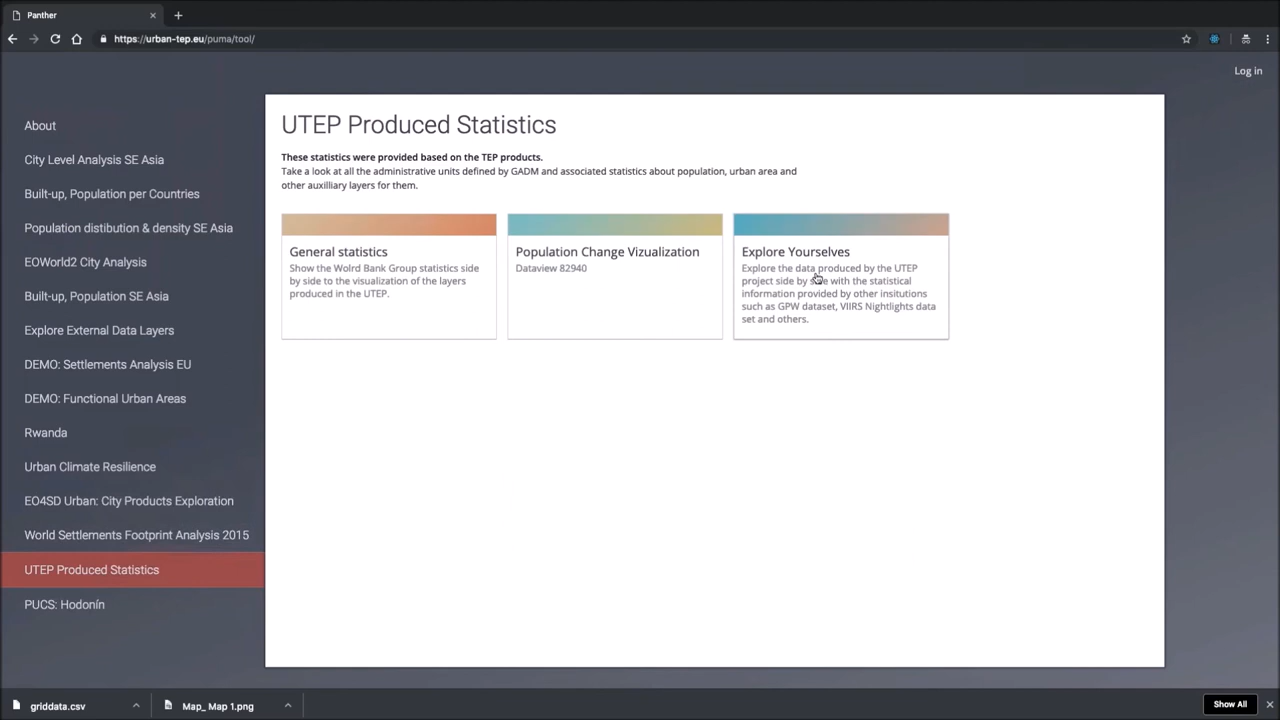 Panther
https://urban-tep.eu/puma/tool/
Log in
About
City Level Analysis SE Asia
Built-up, Population per Countries
Population distibution & density SE Asia
EOWorld2 City Analysis
Built-up, Population SE Asia
Explore External Data Layers
DEMO: Settlements Analysis EU
DEMO: Functional Urban Areas
Rwanda
Urban Climate Resilience
EO4SD Urban: City Products Exploration
World Settlements Footprint Analysis 2015
UTEP Produced Statistics
PUCS: Hodonín
UTEP Produced Statistics
These statistics were provided based on the TEP products.
Take a look at all the administrative units defined by GADM and associated statistics about population, urban area and
other auxilliary layers for them.
General statistics
Show the Wolrd Bank Group statistics side
by side to the visualization of the layers
produced in the UTEP.
Population Change Vizualization
Dataview 82940
Explore Yourselves
Explore the data produced by the UTEP
project side by side with the statistical
information provided by other insitutions
such as GPW dataset, VIIRS Nightlights data
set and others.
griddata.csv
Map_ Map 1.png
Show All